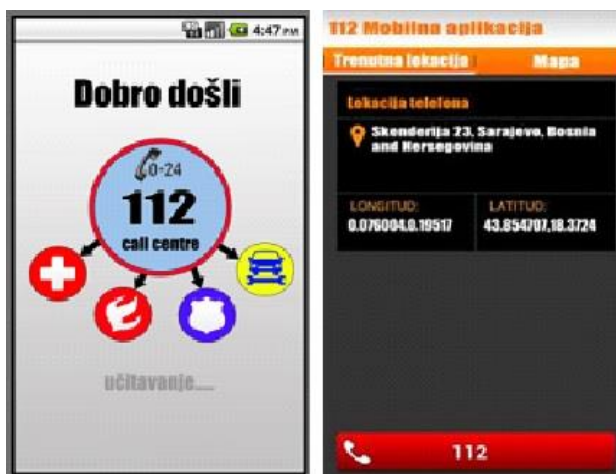 4:47 PM
Dobro došli
0-24
112
call centre
učitavanje....
112 Mobilna aplikacija
Trenutna lokacija
Mapa
Lokacija telefona
Skenderija 23, Sarajevo, Bosnia
and Herzegovina
LONGITUD:
0.076004,0.19517
LATITUD:
43.854707,18.3724
112